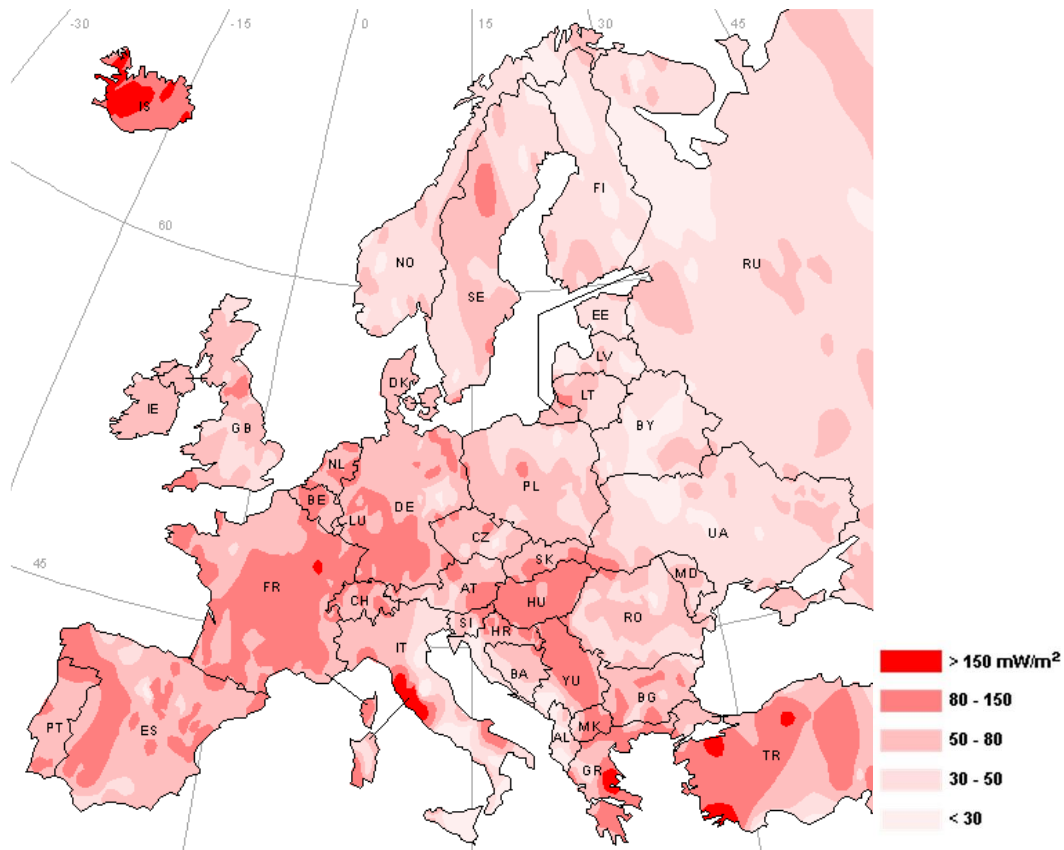 -30
-15
0
15
30
45
IS
60
NO
FI
RU
SE
EE
LV
DK
LT
IE
GB
BY
NL
PL
BE
DE
LU
UA
CZ
45
SK
FR
MD
AT
CH
HU
RO
SI
HR
IT
> 150 mW/m²
BA
YU
80 - 150
BG
PT
ES
MK
AL
50 - 80
TR
GR
30 - 50
< 30